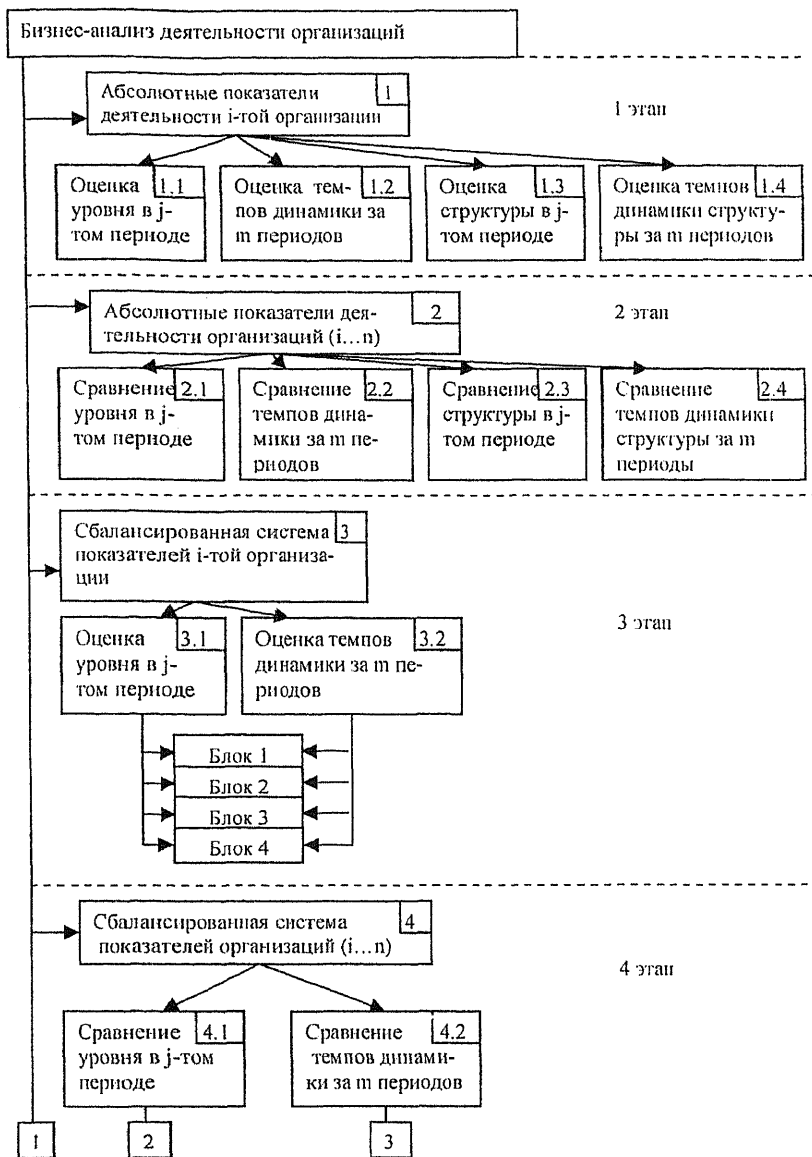 Бизнес-анализ деятельности организаций
Абсолютные показатели 1
деятельности i-той организации
1 этап
Оценка 1.1
уровня в j-
том периоде
Оценка тем- 1.2
пов динамики за
m периодов
Оценка 1.3
структуры в j-
том периоде
Оценка темпов 1.4
динамики структу-
ры за m периодов
Абсолютные показатели дея- 2
тельности организаций (i...n)
2 этап
Сравнение 2.1
уровня в j-
том периоде
Сравнение 2.2
темпов дина-
мики за m пе-
риодов
Сравнение 2.3
структуры в j-
том периоде
Сравнение 2.4
темпов динамики
структуры за m
периоды
Сбалансированная система 3
показателей i-той организа-
ции
3 этап
Оценка 3.1
уровня в j-
том периоде
Оценка темпов 3.2
динамики за m пе-
риодов
Блок 1
Блок 2
Блок 3
Блок 4
Сбалансированная система 4
показателей организаций (i...n)
4 этап
Сравнение 4.1
уровня в j-том
периоде
Сравнение 4.2
темпов динами-
ки за m периодов
1 2 3